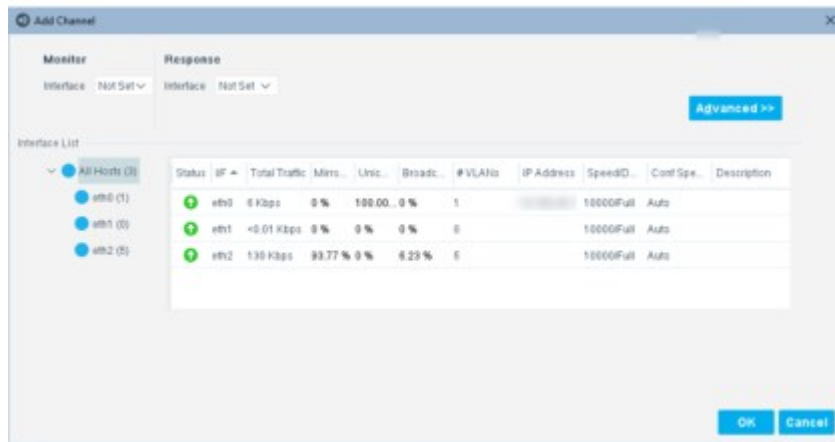 Add Channel
Monitor Response
Interface Not Set Interface Not Set
Advanced >>
Interface List
All Hosts (3)
eth0 (1)
eth1 (0)
eth2 (5)
Status I/F Total Traffic Mirro... Unic... Broadc... # VLANs IP Address Speed/D... Conf Spe... Description
eth0 6 Kbps 0 % 100.00... 0 % 1 10000/Full Auto
eth1 <0.01 Kbps 0 % 0 % 0 % 10000/Full Auto
eth2 130 Kbps 93.77 % 0 % 6.23 % 5 10000/Full Auto
OK Cancel